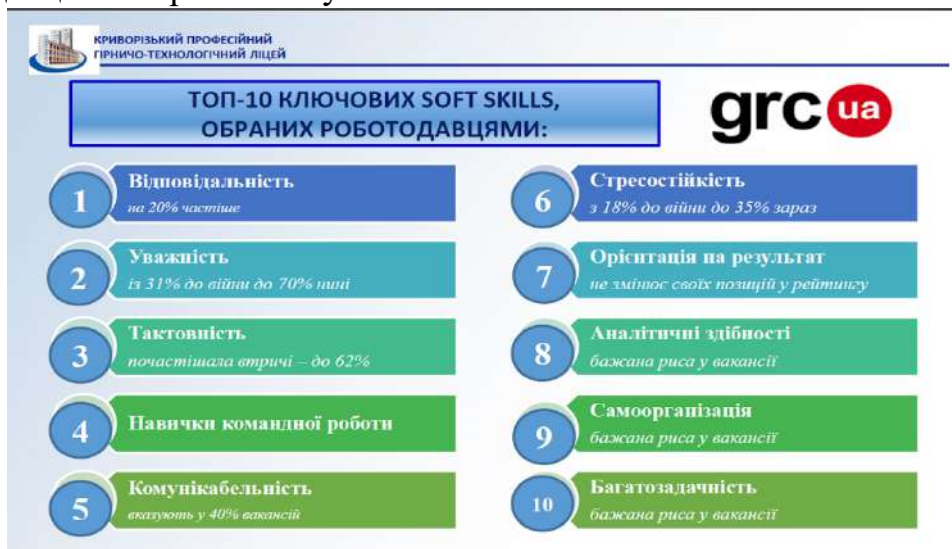 КРИВОРІЗЬКИЙ ПРОФЕСІЙНИЙ
ГІРНИЧО-ТЕХНОЛОГІЧНИЙ ЛІЦЕЙ
ТОП-10 КЛЮЧОВИХ SOFT SKILLS,
ОБРАНИХ РОБОТОДАВЦЯМИ:
grc ua
1
Відповідальність
на 20% частіше
2
Уважність
із 31% до війни до 70% нині
3
Тактовність
почастішала втричі – до 62%
4
Навички командної роботи
5
Комунікабельність
вказують у 40% вакансій
6
Стресостійкість
з 18% до війни до 35% зараз
7
Орієнтація на результат
не змінює своїх позицій у рейтингу
8
Аналітичні здібності
бажана риса у вакансії
9
Самоорганізація
бажана риса у вакансії
10
Багатозадачність
бажана риса у вакансії